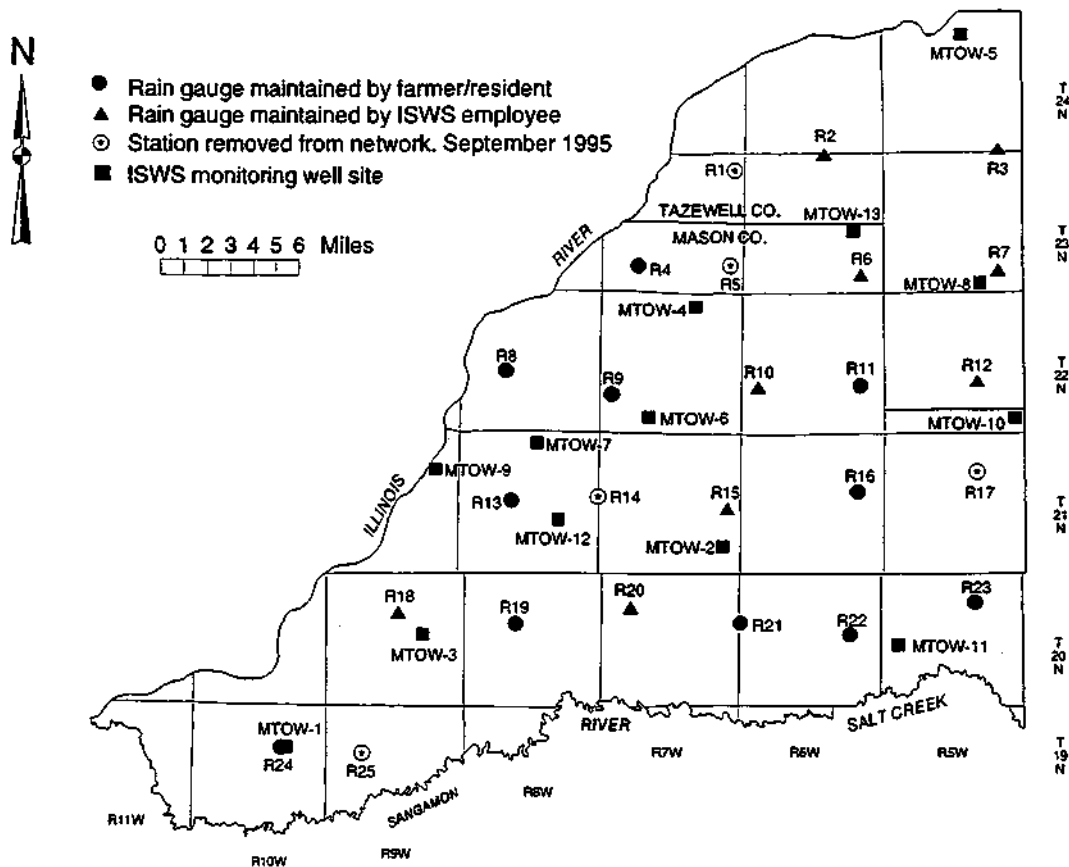 N
Rain gauge maintained by farmer/resident
Rain gauge maintained by ISWS employee
Station removed from network. September 1995
ISWS monitoring well site
0 1 2 3 4 5 6 Miles
MTOW-5
T
24
N
R2
R3
R1
TAZEWELL CO.
MTOW-13
MASON CO.
RIVER
T
23
N
R4
R5
R6
R7
MTOW-8
MTOW-4
R8
R9
R10
R11
R12
T
22
N
MTOW-6
MTOW-10
MTOW-7
MTOW-9
ILLINOIS
R13
R14
R15
R16
R17
T
21
N
MTOW-12
MTOW-2
R18
R19
R20
R21
R22
R23
MTOW-3
MTOW-11
T
20
N
RIVER
SALT CREEK
MTOW-1
R24
R25
R7W
R6W
R5W
T
19
N
R8W
SANGAMON
R11W
R9W
R10W